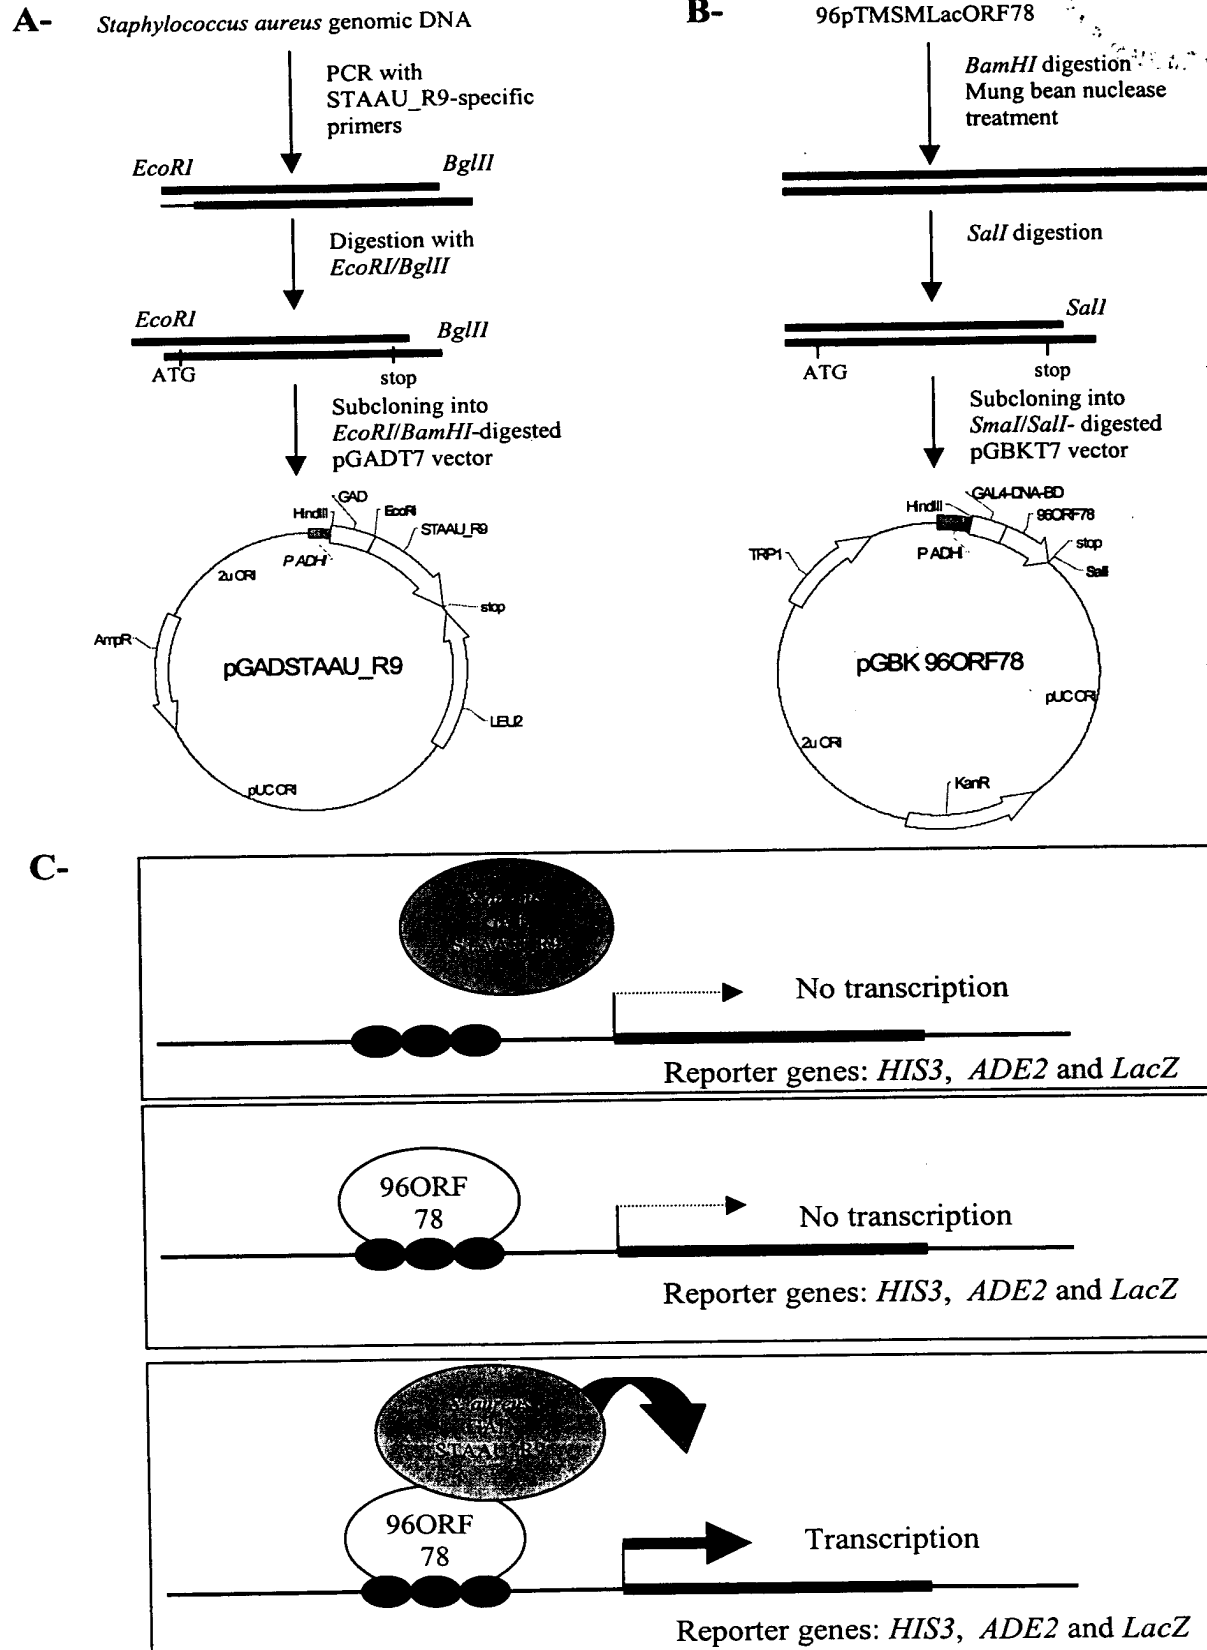 A-
Staphylococcus aureus genomic DNA
PCR with
STAAU_R9-specific
primers
EcoRI
BglII
Digestion with
EcoRI/BglII
EcoRI
BglII
ATG
stop
Subcloning into
EcoRI/BamHI-digested
pGADT7 vector
GAD
HindIII
EcoRI
STAAU_R9
P ADHI
2u ORI
stop
AmpR
pGADSTAAU_R9
LEU2
pUC ORI
B-
96pTMSMLacORF78
BamHI digestion
Mung bean nuclease
treatment
SalI digestion
SalI
ATG
stop
Subcloning into
SmaI/SalI- digested
pGBKT7 vector
GAL4-DNA-BD
HindIII
96ORF78
P ADHI
stop
SalI
TRP1
pGBK 96ORF78
pUC ORI
2u ORI
KanR
C-
No transcription
Reporter genes: HIS3, ADE2 and LacZ
96ORF
78
No transcription
Reporter genes: HIS3, ADE2 and LacZ
S. aureus
STAAU_R9
96ORF
78
Transcription
Reporter genes: HIS3, ADE2 and LacZ